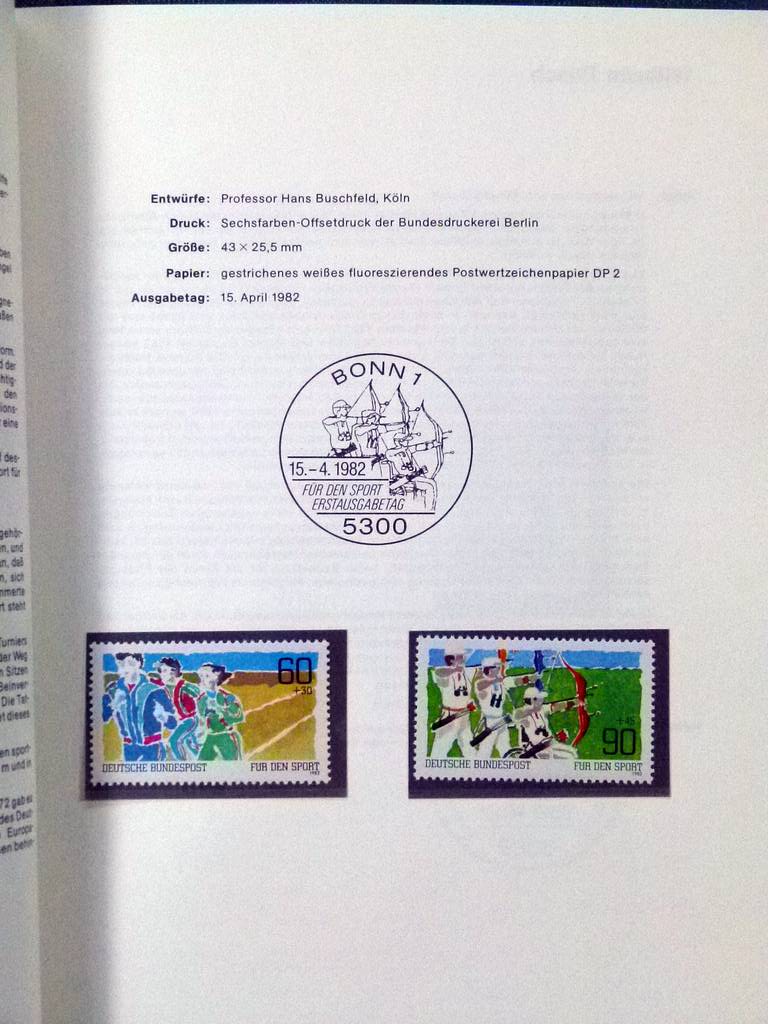 Entwürfe: Professor Hans Buschfeld, Köln
Druck: Sechsfarben-Offsetdruck der Bundesdruckerei Berlin
Größe: 43 × 25,5 mm
Papier: gestrichenes weißes fluoreszierendes Postwertzeichenpapier DP 2
Ausgabetag: 15. April 1982
BONN 1
15.-4.1982
FÜR DEN SPORT
ERSTAUSGABETAG
5300
60
+30
DEUTSCHE BUNDESPOST FÜR DEN SPORT
1982
+45
90
DEUTSCHE BUNDESPOST FÜR DEN SPORT
1982